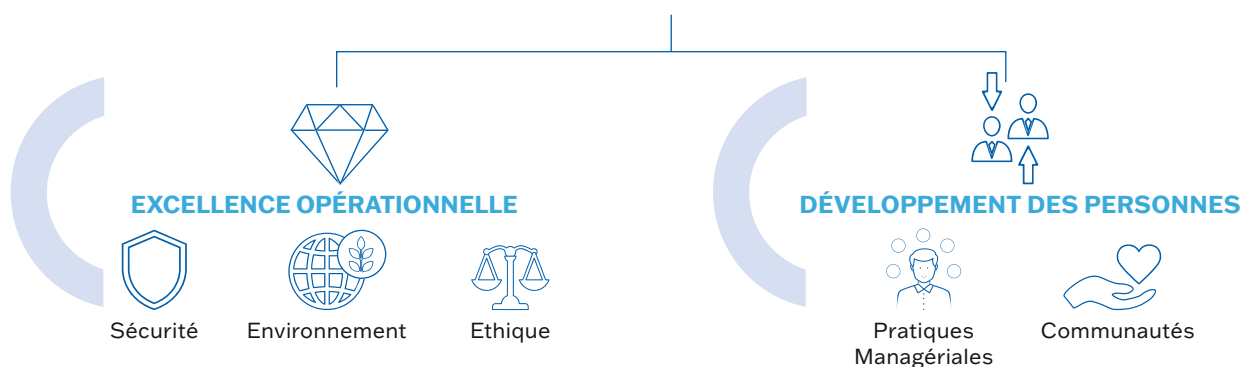 EXCELLENCE OPÉRATIONNELLE
Sécurité
Environnement
Ethique
DÉVELOPPEMENT DES PERSONNES
Pratiques
Managériales
Communautés